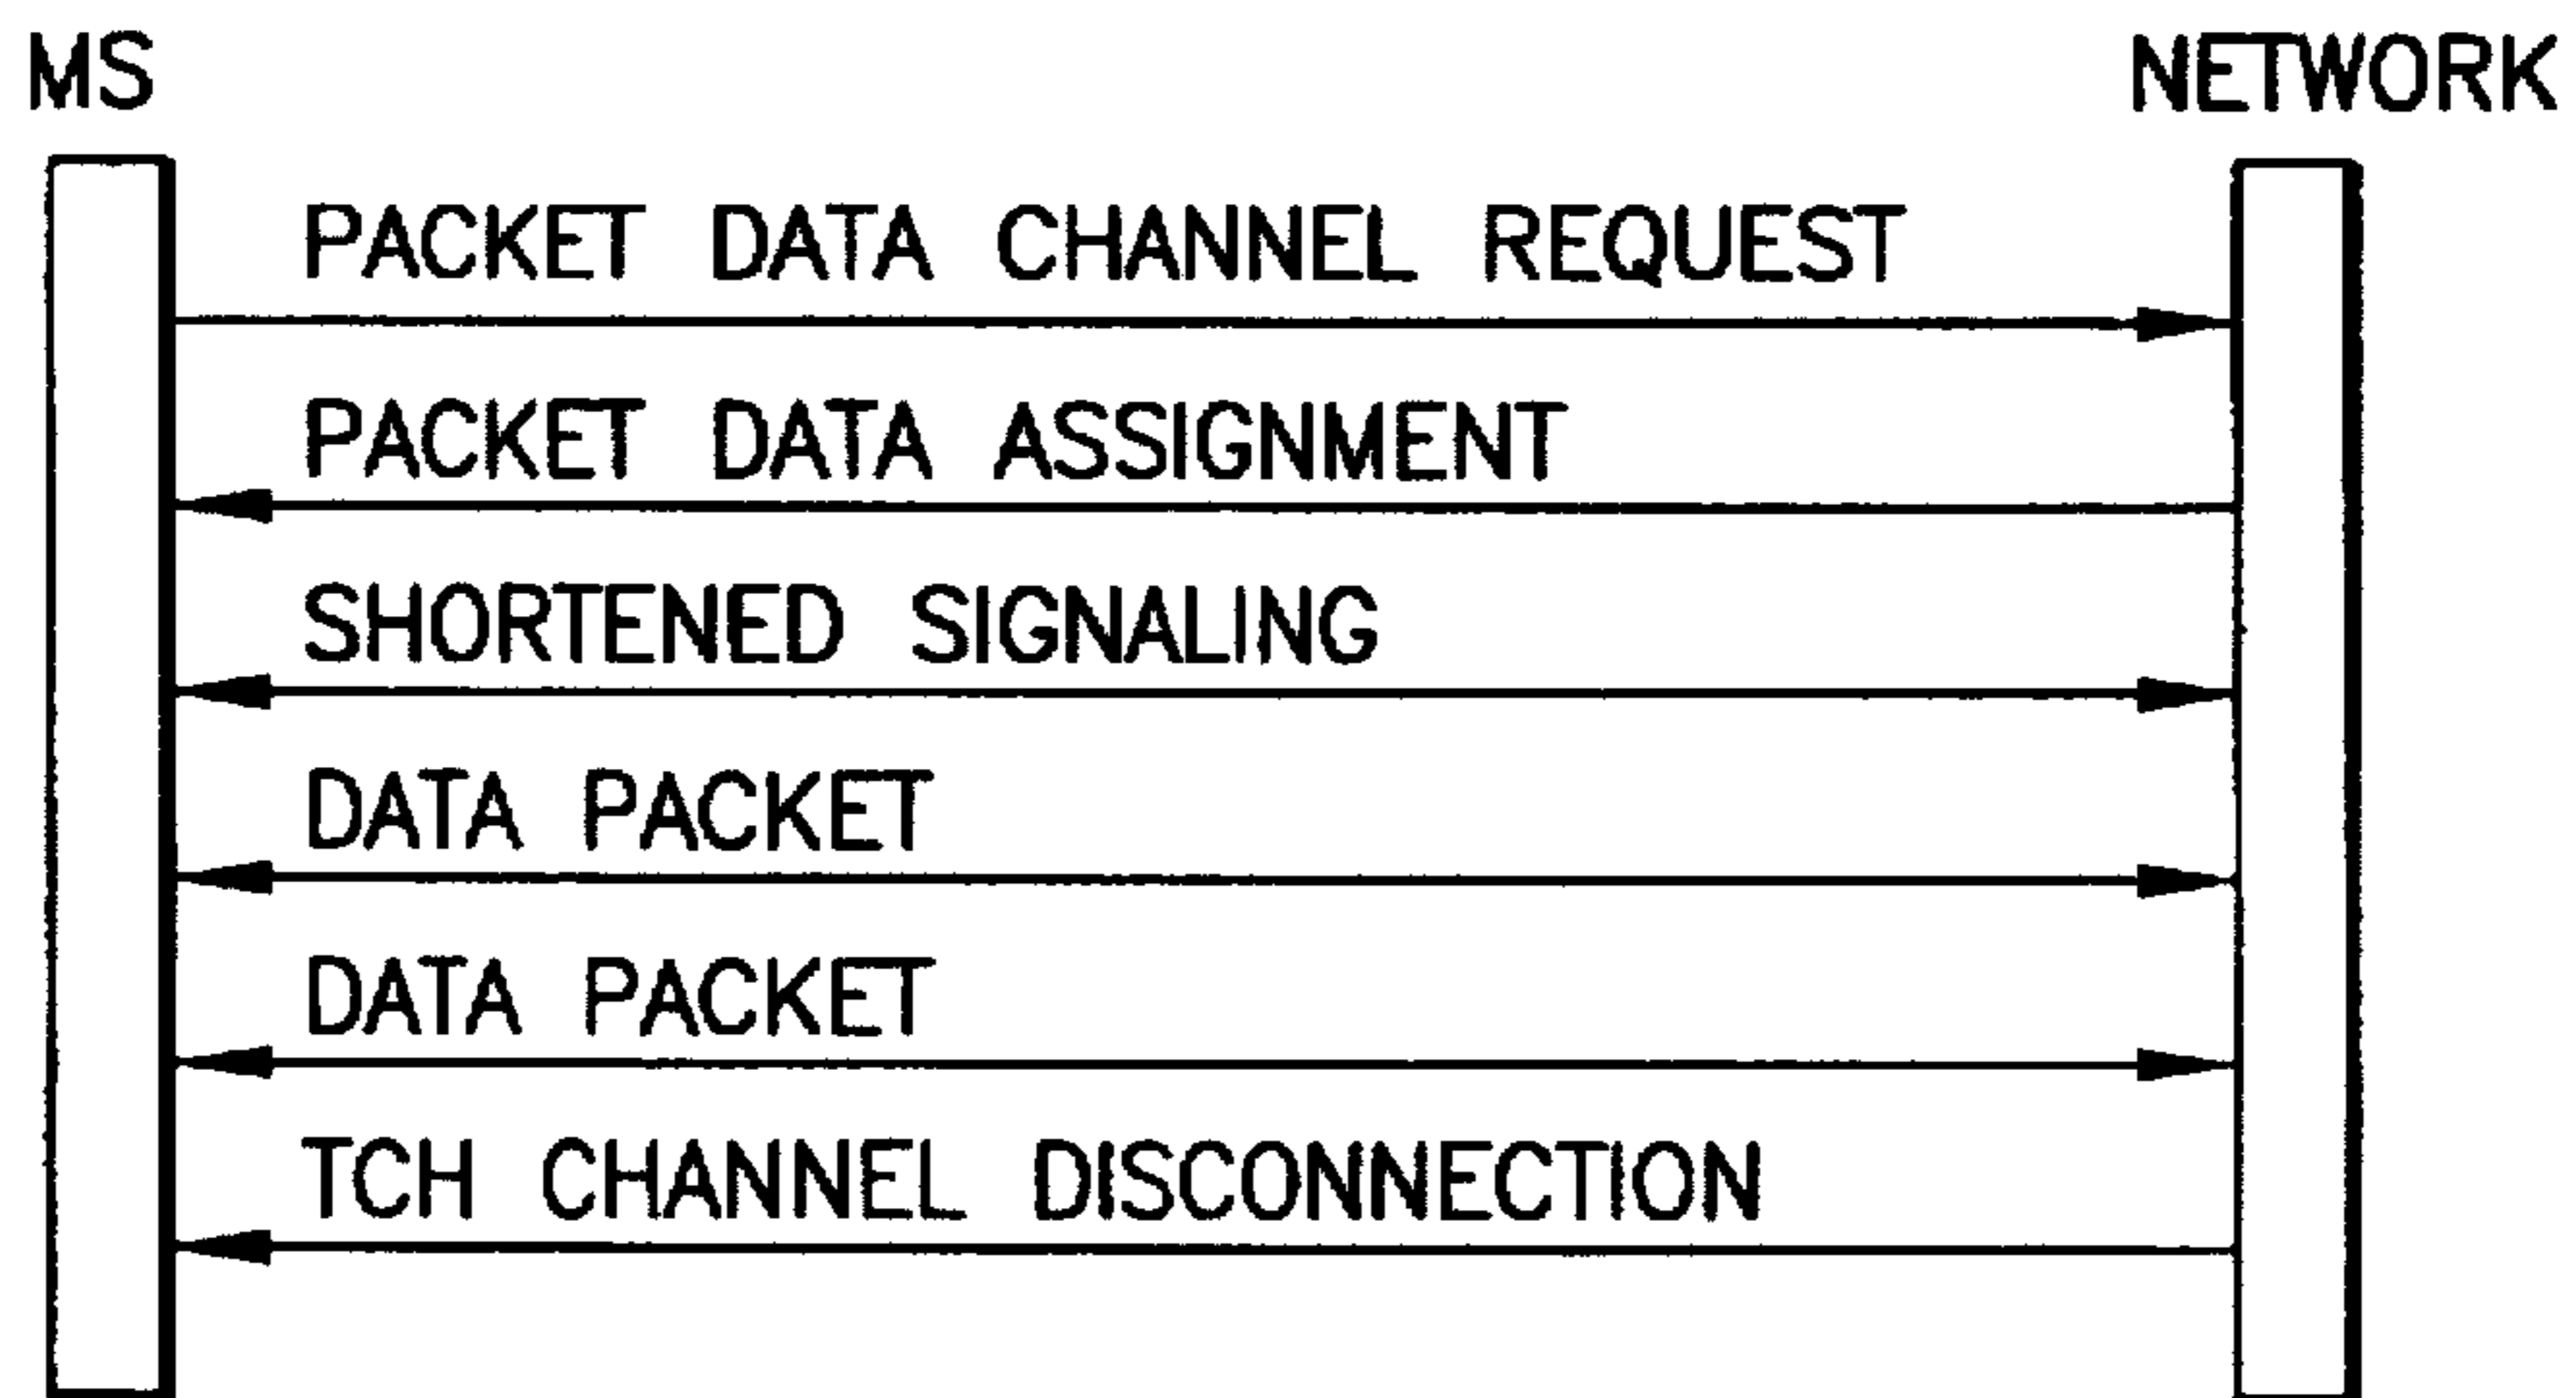 MS
NETWORK
PACKET DATA CHANNEL REQUEST
PACKET DATA ASSIGNMENT
SHORTENED SIGNALING
DATA PACKET
DATA PACKET
TCH CHANNEL DISCONNECTION